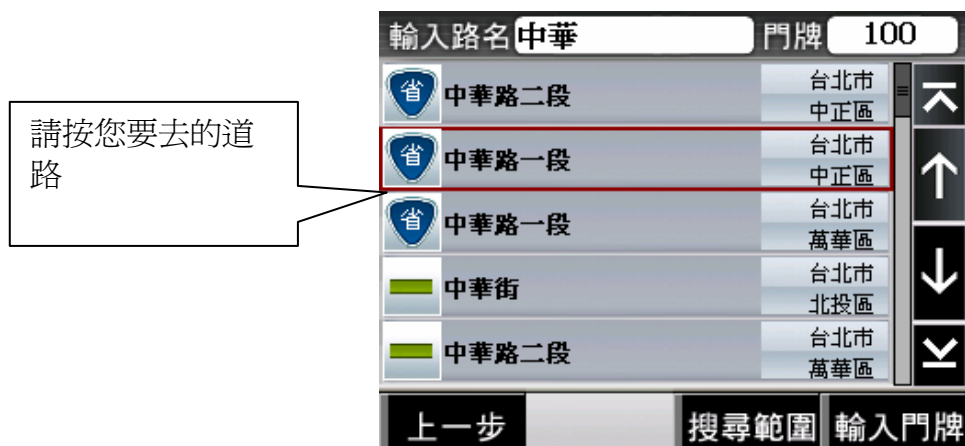 輸入路名 中華 門牌 100
請按您要去的道
路
省 中華路二段 台北市
中正區
省 中華路一段 台北市
中正區
省 中華路一段 台北市
萬華區
中華街 台北市
北投區
中華路二段 台北市
萬華區
上一步 搜尋範圍 輸入門牌